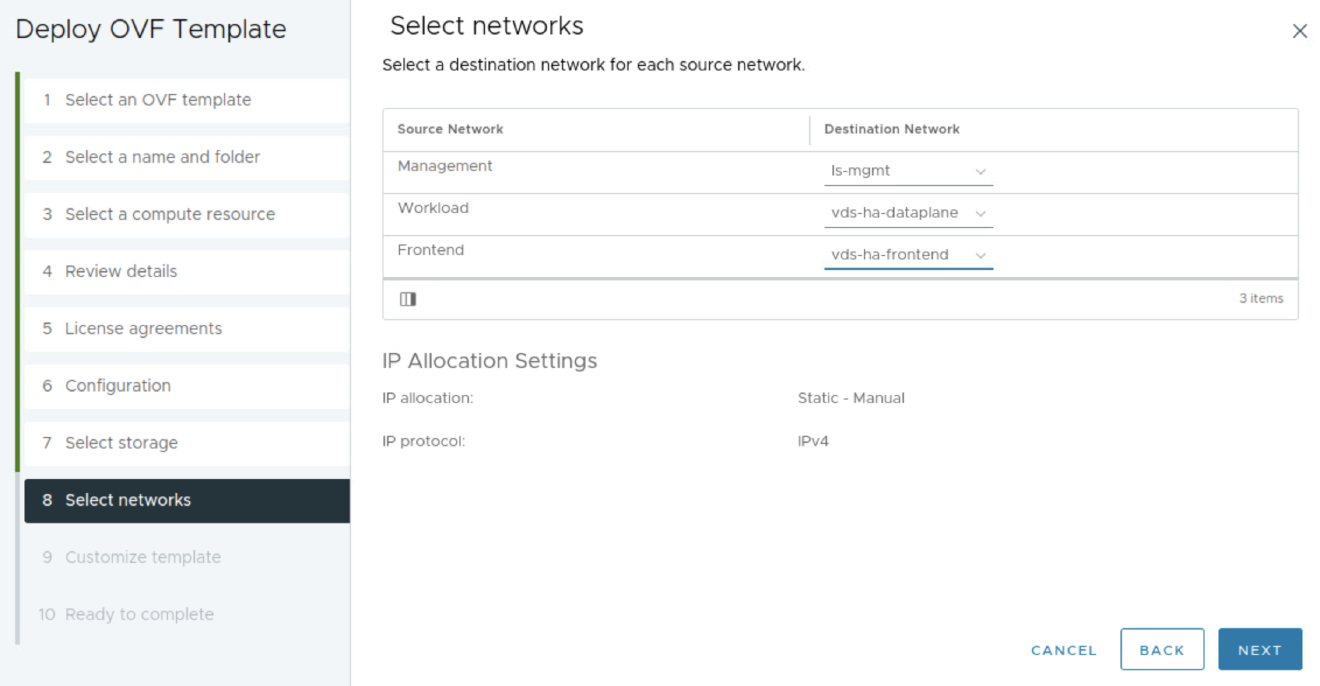 Deploy OVF Template
1 Select an OVF template
2 Select a name and folder
3 Select a compute resource
4 Review details
5 License agreements
6 Configuration
7 Select storage
8 Select networks
9 Customize template
10 Ready to complete
Select networks
Select a destination network for each source network.
Source Network Destination Network
Management ls-mgmt
Workload vds-ha-dataplane
Frontend vds-ha-frontend
3 items
IP Allocation Settings
IP allocation: Static - Manual
IP protocol: IPv4
CANCEL BACK NEXT